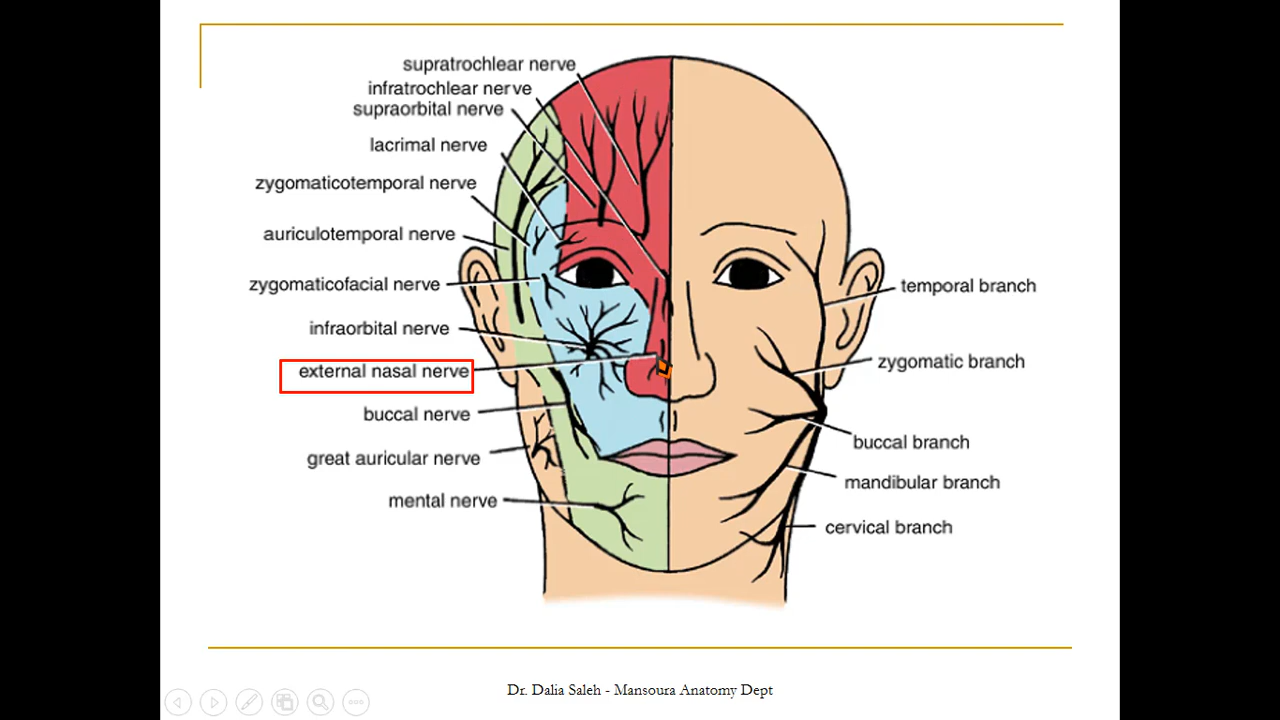 supratrochlear nerve
infratrochlear nerve
supraorbital nerve
lacrimal nerve
zygomaticotemporal nerve
auriculotemporal nerve
zygomaticofacial nerve
infraorbital nerve
external nasal nerve
buccal nerve
great auricular nerve
mental nerve
temporal branch
zygomatic branch
buccal branch
mandibular branch
cervical branch
Dr. Dalia Saleh - Mansoura Anatomy Dept